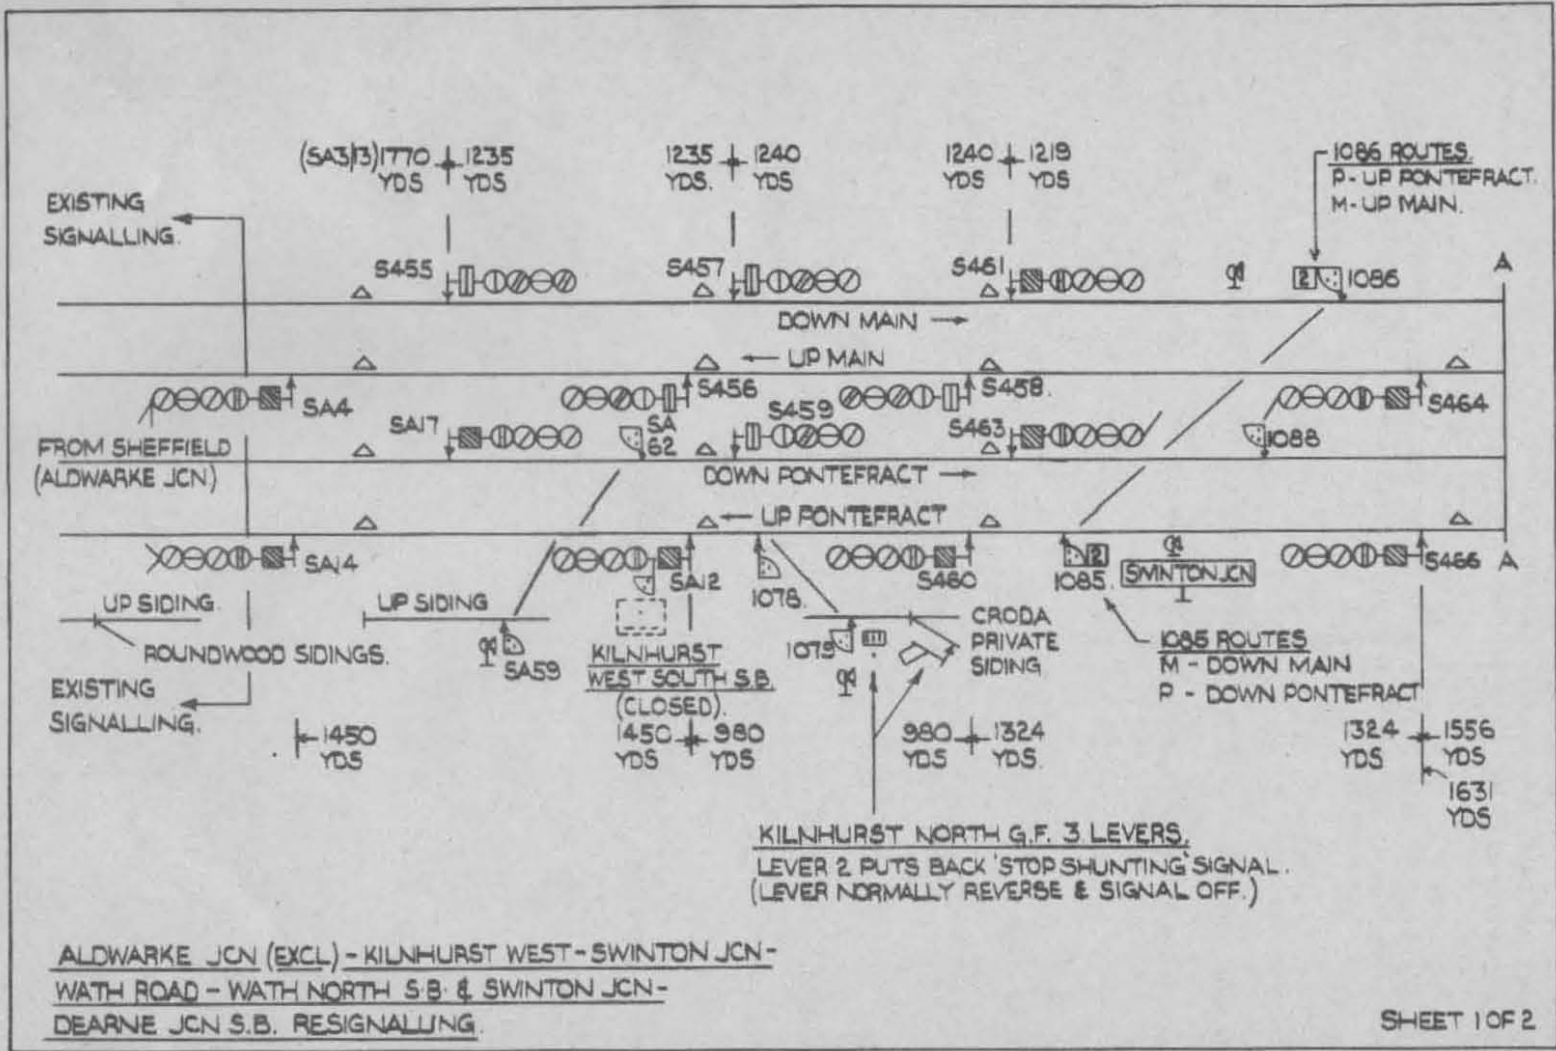 (SA3/13) 1770 YDS
1235 YDS
1235 YDS.
1240 YDS
1240 YDS
1219 YDS
1086 ROUTES.
P - UP PONTEFRACT.
M - UP MAIN.
EXISTING
SIGNALLING.
S455
S457
S461
2
1086
A
DOWN MAIN →
← UP MAIN
SA4
S456
S458.
S464
SA17
SA
62
S459
S463
1088
FROM SHEFFIELD
(ALDWARKE JCN)
DOWN PONTEFRACT →
← UP PONTEFRACT
SA14
SA12
1078.
S460
1085.
2
SWINTON JCN
S466
A
UP SIDING.
UP SIDING
ROUNDWOOD SIDINGS.
SA59
KILNHURST
WEST SOUTH S.B.
(CLOSED).
1079
CRODA
PRIVATE
SIDING
1085 ROUTES
M - DOWN MAIN
P - DOWN PONTEFRACT
EXISTING
SIGNALLING.
1450
YDS
1450
YDS
980
YDS
980
YDS
1324
YDS.
1324
YDS
1556
YDS
1631
YDS
KILNHURST NORTH G.F. 3 LEVERS.
LEVER 2 PUTS BACK 'STOP SHUNTING' SIGNAL.
(LEVER NORMALLY REVERSE & SIGNAL OFF.)
ALDWARKE JCN (EXCL) - KILNHURST WEST - SWINTON JCN -
WATH ROAD - WATH NORTH S.B. & SWINTON JCN -
DEARNE JCN S.B. RESIGNALLING.
SHEET 1 OF 2